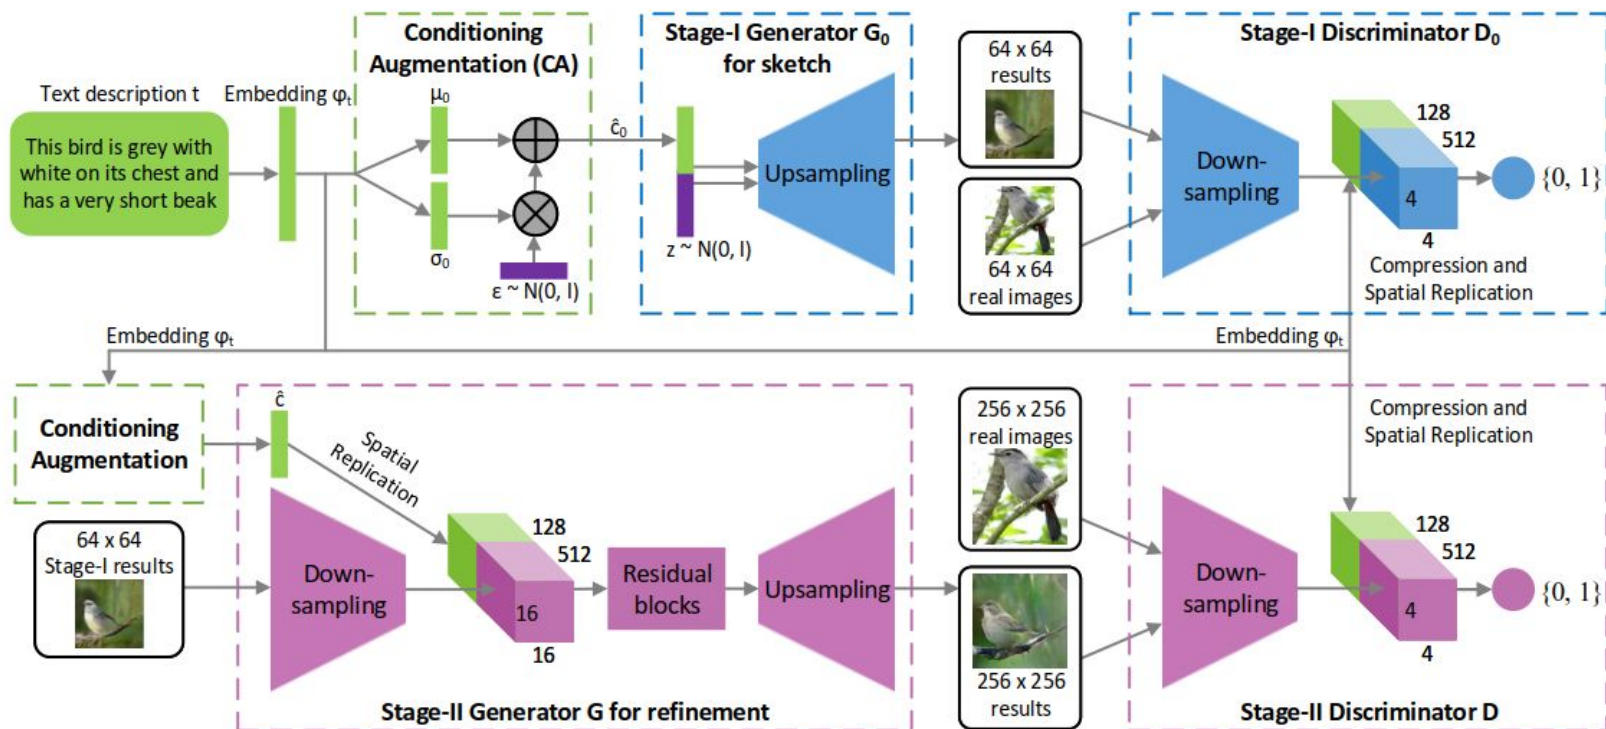 Text description t
This bird is grey with
white on its chest and
has a very short beak
Embedding φₜ
Conditioning
Augmentation (CA)
μ₀
σ₀
ε ~ N(0, I)
ĉ₀
Stage-I Generator G₀
for sketch
z ~ N(0, I)
Upsampling
64 x 64
results
64 x 64
real images
Stage-I Discriminator D₀
Down-
sampling
128
512
4
4
{0, 1}
Compression and
Spatial Replication
Embedding φₜ
Embedding φₜ
Conditioning
Augmentation
64 x 64
Stage-I results
ĉ
Spatial
Replication
Down-
sampling
128
512
16
16
Residual
blocks
Upsampling
Stage-II Generator G for refinement
256 x 256
real images
256 x 256
results
Compression and
Spatial Replication
Down-
sampling
128
512
4
4
{0, 1}
Stage-II Discriminator D